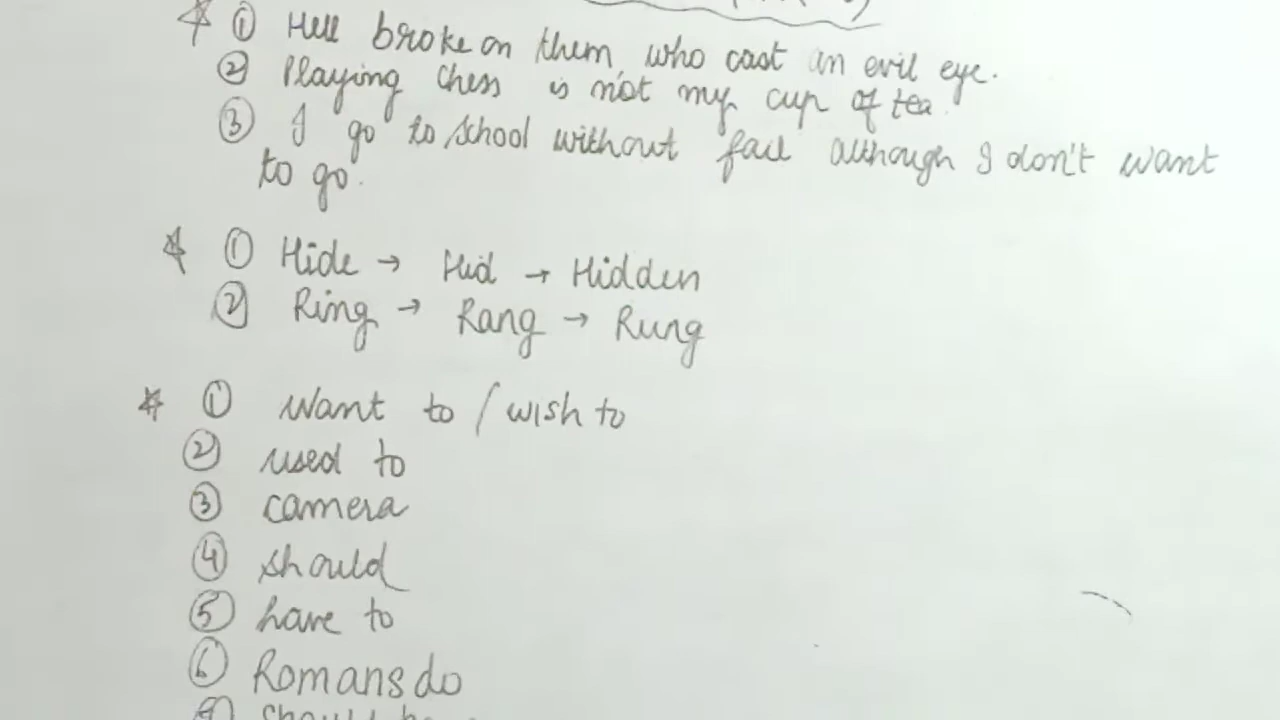 ① Hell broke on them who cast an evil eye.
② Playing chess is not my cup of tea.
③ I go to school without fail although I don't want
to go.
① Hide → Hid → Hidden
② Ring → Rang → Rung
① want to / wish to
② used to
③ camera
④ should
⑤ have to
⑥ Romans do
should